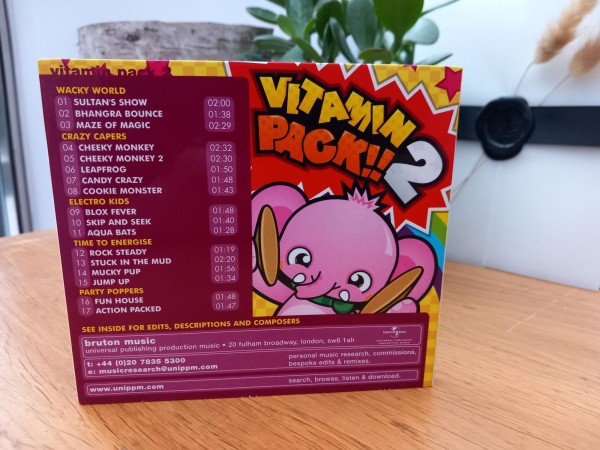 vitamin pack 2
WACKY WORLD
01 SULTAN'S SHOW 02:00
02 BHANGRA BOUNCE 01:38
03 MAZE OF MAGIC 02:29
CRAZY CAPERS
04 CHEEKY MONKEY 02:32
05 CHEEKY MONKEY 2 02:30
06 LEAPFROG 01:50
07 CANDY CRAZY 01:48
08 COOKIE MONSTER 01:43
ELECTRO KIDS
09 BLOX FEVER 01:48
10 SKIP AND SEEK 01:40
11 AQUA BATS 01:28
TIME TO ENERGISE
12 ROCK STEADY 01:19
13 STUCK IN THE MUD 02:20
14 MUCKY PUP 01:56
15 JUMP UP 01:34
PARTY POPPERS
16 FUN HOUSE 01:48
17 ACTION PACKED 01:47
VITAMIN
PACK!! 2
SEE INSIDE FOR EDITS, DESCRIPTIONS AND COMPOSERS
bruton music
universal publishing production music • 20 fulham broadway, london, sw6 1ah
UNIVERSAL
t: +44 (0)20 7835 5300
e: musicresearch@unippm.com
personal music research, commissions,
bespoke edits & remixes.
www.unippm.com
search, browse, listen & download.